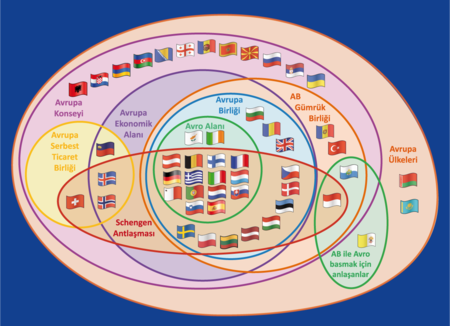 Avrupa
Konseyi
Avrupa
Ekonomik
Alanı
Avrupa
Birliği
AB
Gümrük
Birliği
Avro Alanı
Avrupa
Serbest
Ticaret
Birliği
Avrupa
Ülkeleri
Schengen
Antlaşması
AB ile Avro
basmak için
anlaşanlar